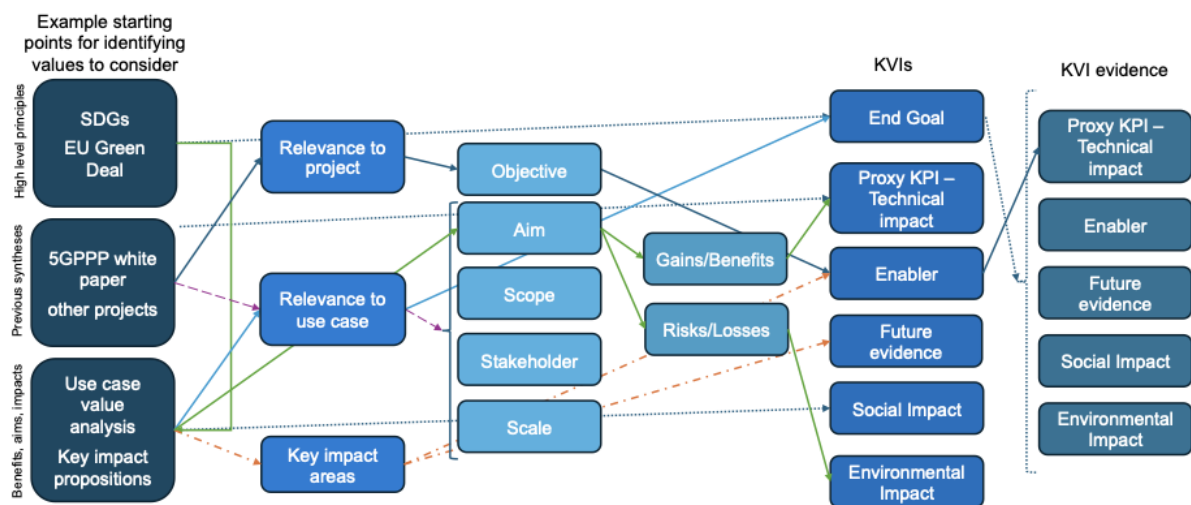 Example starting
points for identifying
values to consider
High level principles
SDGs
EU Green
Deal
Previous syntheses
5GPPP white
paper
other projects
Benefits, aims, impacts
Use case
value
analysis
Key impact
propositions
Relevance to
project
Relevance to
use case
Key impact
areas
Objective
Aim
Scope
Stakeholder
Scale
Gains/Benefits
Risks/Losses
KVIs
End Goal
Proxy KPI –
Technical
impact
Enabler
Future
evidence
Social Impact
Environmental
Impact
KVI evidence
Proxy KPI –
Technical
impact
Enabler
Future
evidence
Social Impact
Environmental
Impact